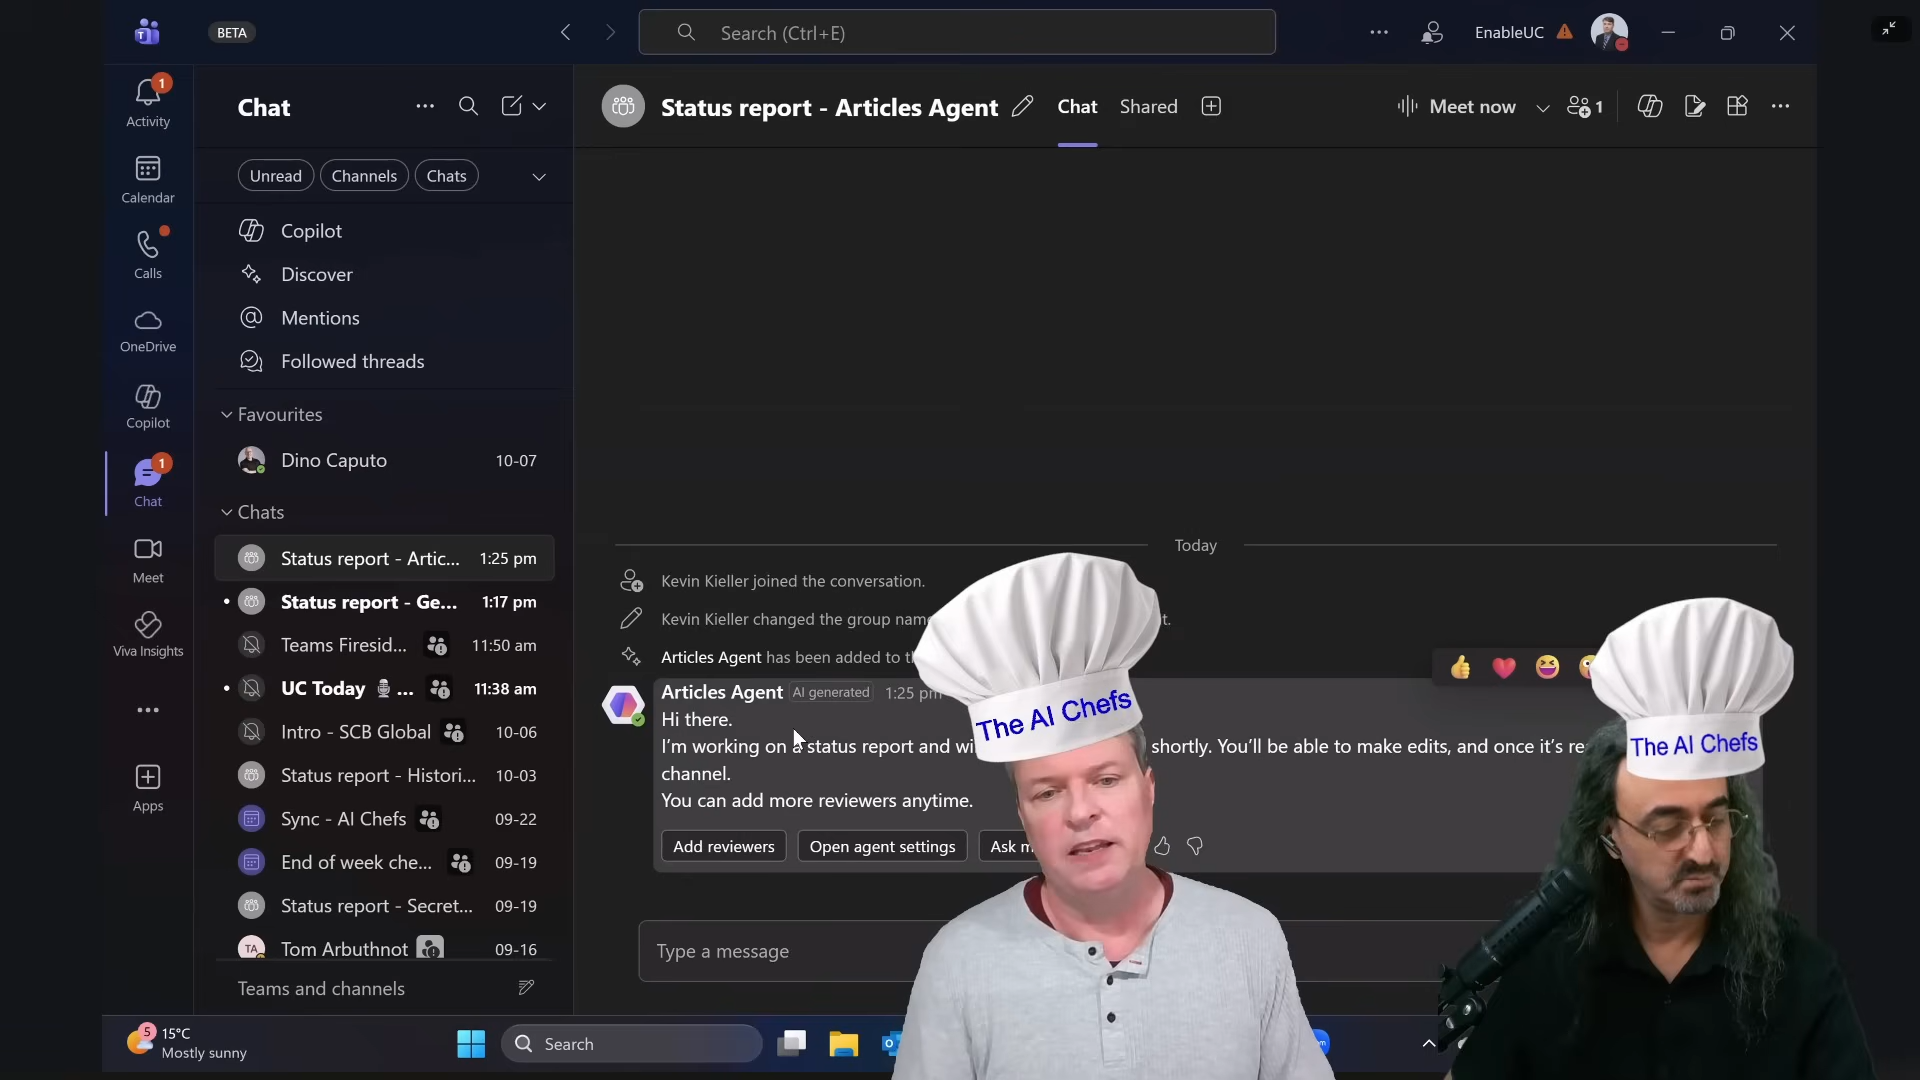 BETA
Search (Ctrl+E)
EnableUC
1
Activity
Calendar
Calls
OneDrive
Copilot
1
Chat
Meet
Viva Insights
Apps
Chat
Unread
Channels
Chats
Copilot
Discover
Mentions
Followed threads
Favourites
Dino Caputo 10-07
Chats
Status report - Artic... 1:25 pm
Status report - Ge... 1:17 pm
Teams Firesid... 11:50 am
UC Today ... 11:38 am
Intro - SCB Global 10-06
Status report - Histori... 10-03
Sync - AI Chefs 09-22
End of week che... 09-19
Status report - Secret... 09-19
TA Tom Arbuthnot 09-16
Teams and channels
Status report - Articles Agent
Chat
Shared
Meet now
1
Today
Kevin Kieller joined the conversation.
Kevin Kieller changed the group name t.
Articles Agent has been added to th
Articles Agent AI generated 1:25 pm
Hi there.
I'm working on a status report and wi shortly. You'll be able to make edits, and once it's re
channel.
You can add more reviewers anytime.
Add reviewers
Open agent settings
Ask m
Type a message
The AI Chefs
The AI Chefs
5
15°C
Mostly sunny
Search